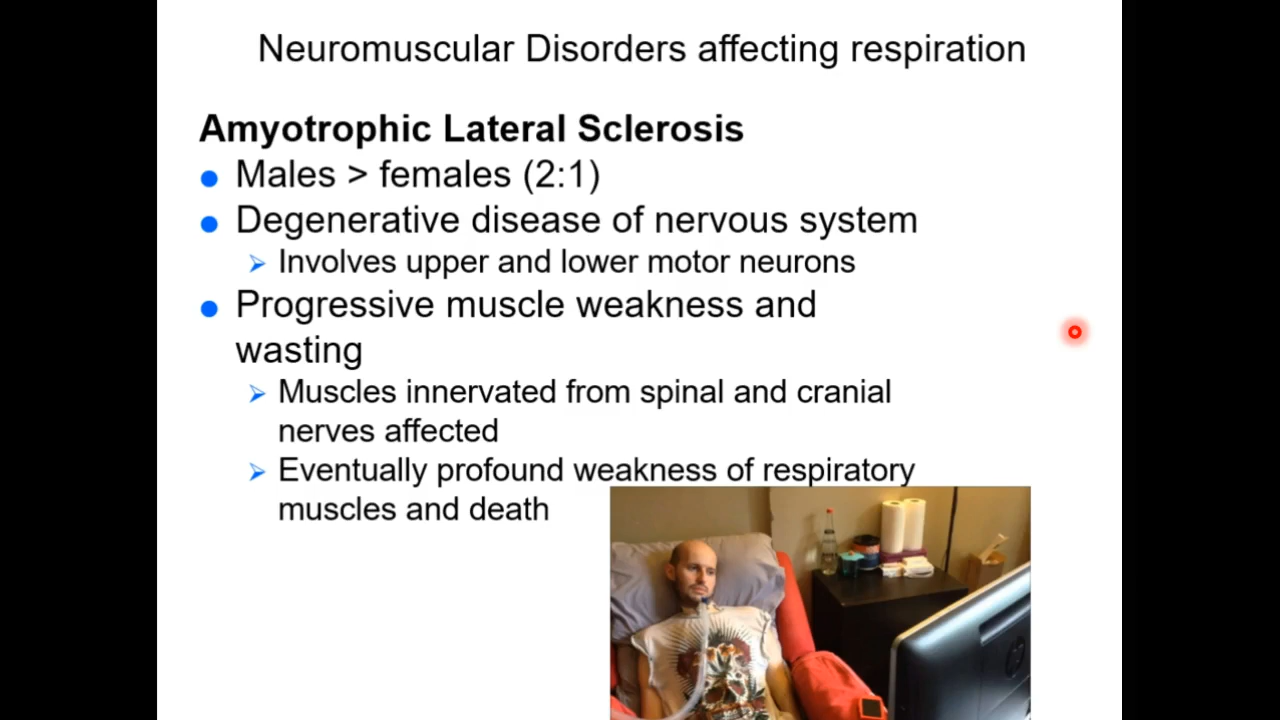 Neuromuscular Disorders affecting respiration
Amyotrophic Lateral Sclerosis
Males > females (2:1)
Degenerative disease of nervous system
Involves upper and lower motor neurons
Progressive muscle weakness and
wasting
Muscles innervated from spinal and cranial
nerves affected
Eventually profound weakness of respiratory
muscles and death